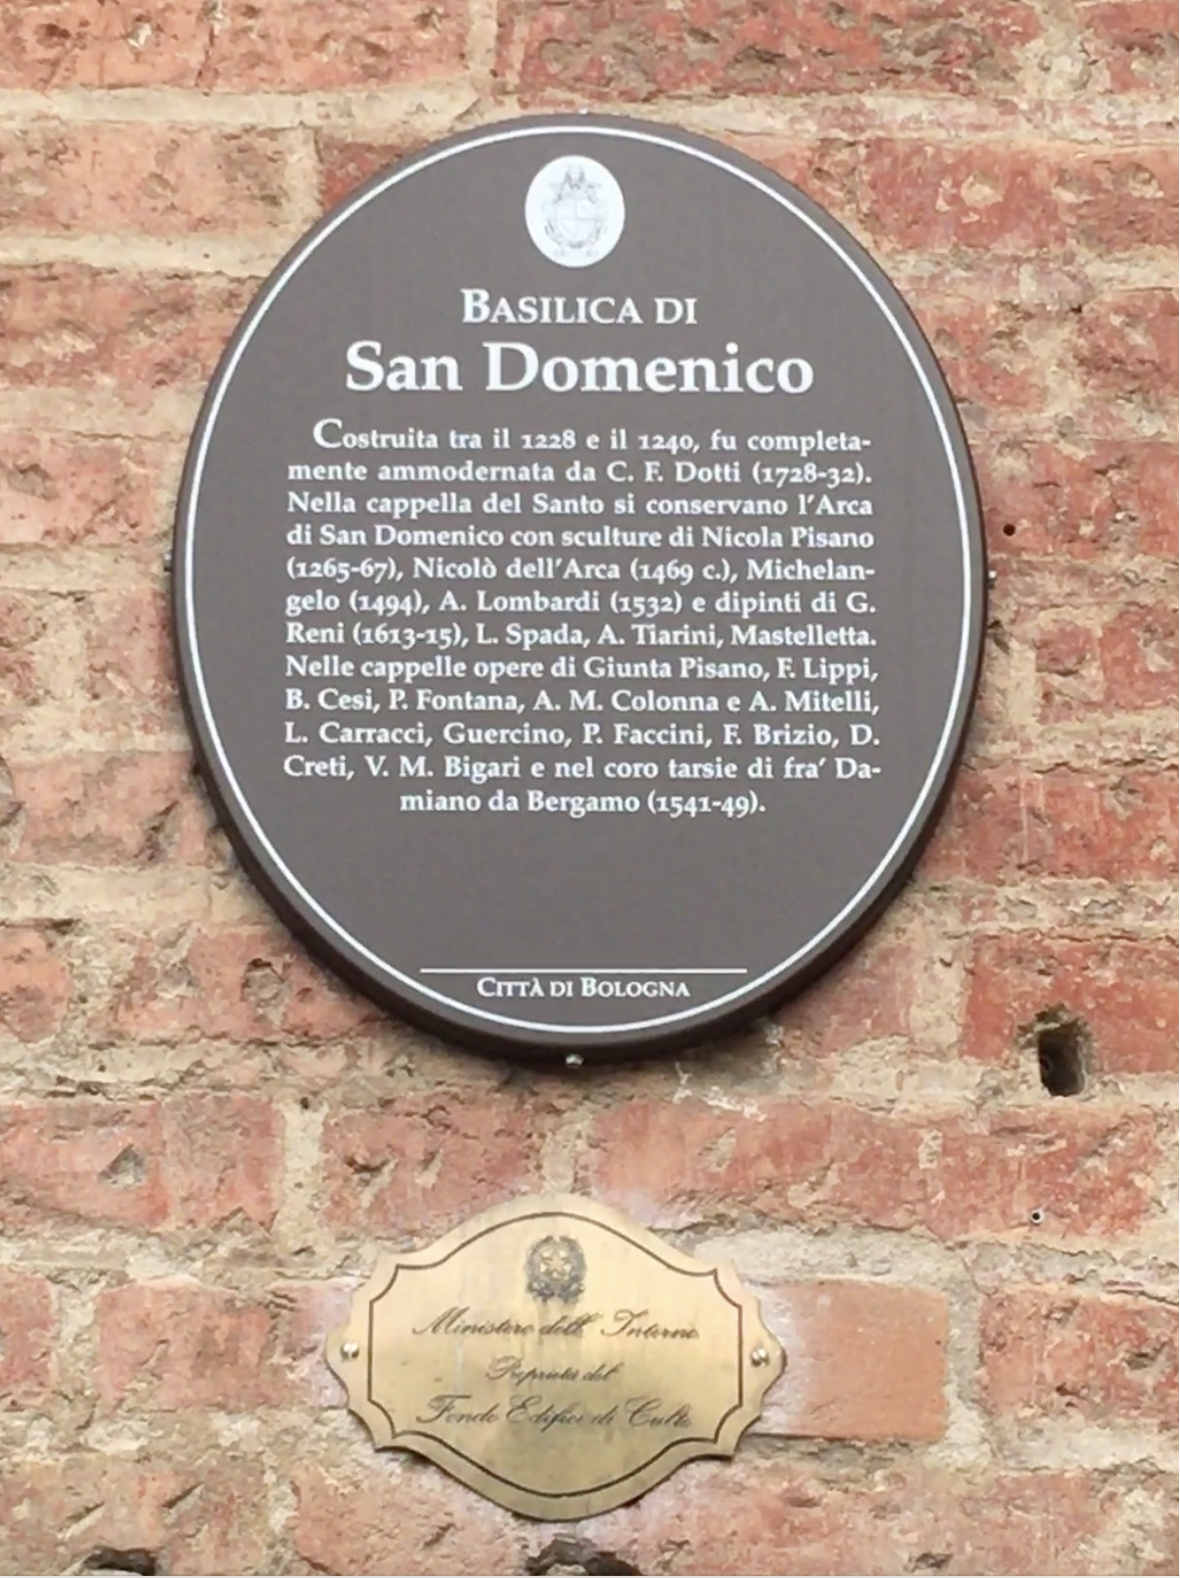 BASILICA DI
San Domenico
Costruita tra il 1228 e il 1240, fu completa-
mente ammodernata da C. F. Dotti (1728-32).
Nella cappella del Santo si conservano l'Arca
di San Domenico con sculture di Nicola Pisano
(1265-67), Nicolò dell'Arca (1469 c.), Michelan-
gelo (1494), A. Lombardi (1532) e dipinti di G.
Reni (1613-15), L. Spada, A. Tiarini, Mastelletta.
Nelle cappelle opere di Giunta Pisano, F. Lippi,
B. Cesi, P. Fontana, A. M. Colonna e A. Mitelli,
L. Carracci, Guercino, P. Faccini, F. Brizio, D.
Creti, V. M. Bigari e nel coro tarsie di fra' Da-
miano da Bergamo (1541-49).
CITTÀ DI BOLOGNA
Ministero dell' Interno
Proprietà del
Fondo Edifici di Culto